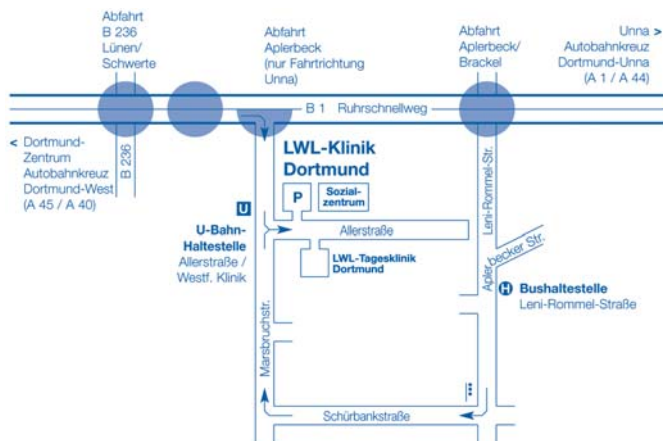 Abfahrt
B 236
Lünen/
Schwerte
Abfahrt
Aplerbeck
(nur Fahrtrichtung
Unna)
Abfahrt
Aplerbeck/
Brackel
Unna >
Autobahnkreuz
Dortmund-Unna
(A 1 / A 44)
B 1 Ruhrschnellweg
< Dortmund-
Zentrum
Autobahnkreuz
Dortmund-West
(A 45 / A 40)
B 236
LWL-Klinik
Dortmund
P
Sozial-
zentrum
Leni-Rommel-Str.
U
U-Bahn-
Haltestelle
Allerstraße /
Westf. Klinik
Allerstraße
LWL-Tagesklinik
Dortmund
Aplerbecker Str.
H Bushaltestelle
Leni-Rommel-Straße
Marsbruchstr.
Schürbankstraße